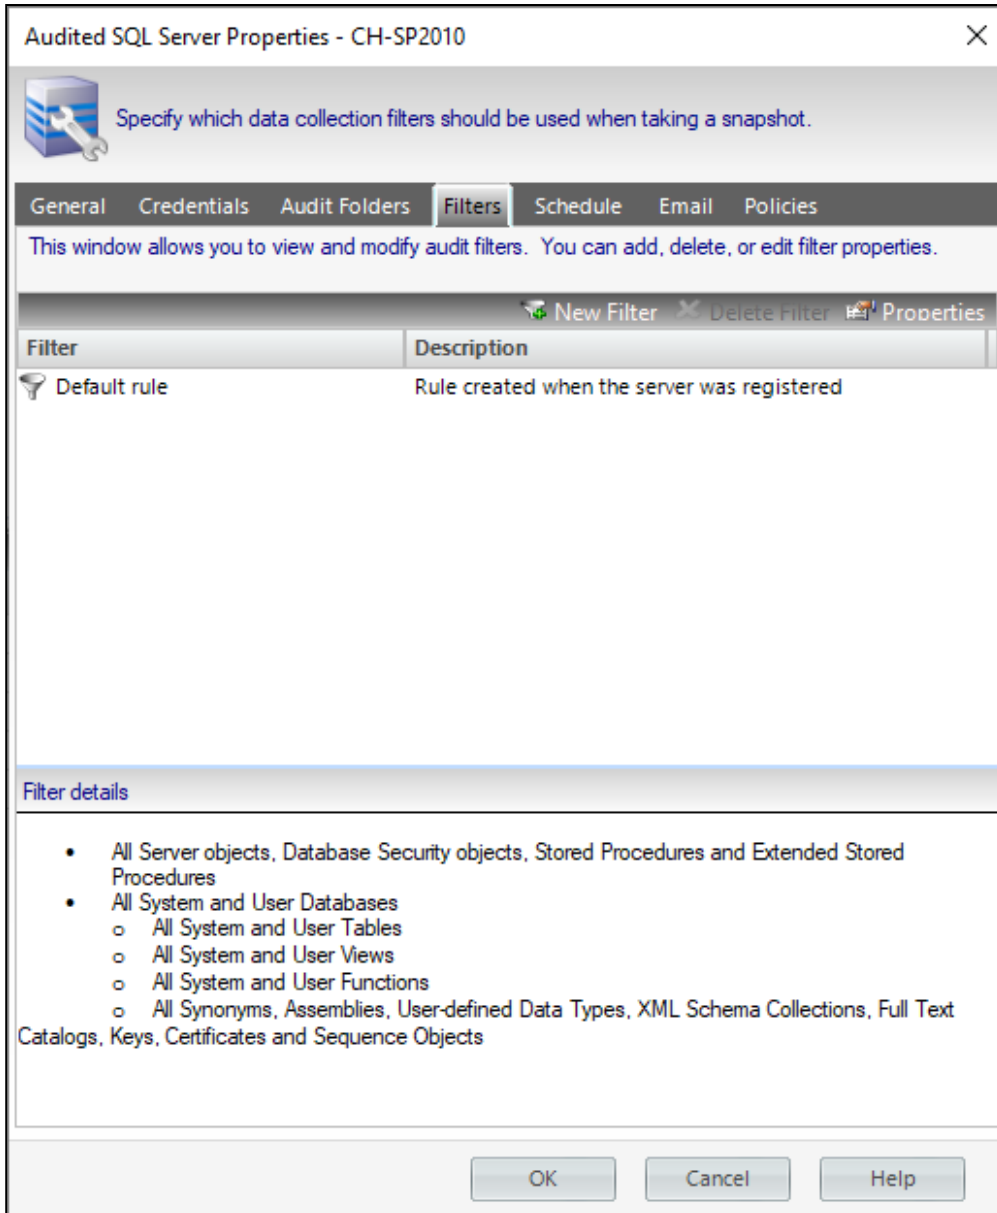 Audited SQL Server Properties - CH-SP2010
Specify which data collection filters should be used when taking a snapshot.
General Credentials Audit Folders Filters Schedule Email Policies
This window allows you to view and modify audit filters. You can add, delete, or edit filter properties.
New Filter Delete Filter Properties
Filter Description
Default rule Rule created when the server was registered
Filter details
• All Server objects, Database Security objects, Stored Procedures and Extended Stored
Procedures
• All System and User Databases
o All System and User Tables
o All System and User Views
o All System and User Functions
o All Synonyms, Assemblies, User-defined Data Types, XML Schema Collections, Full Text
Catalogs, Keys, Certificates and Sequence Objects
OK Cancel Help